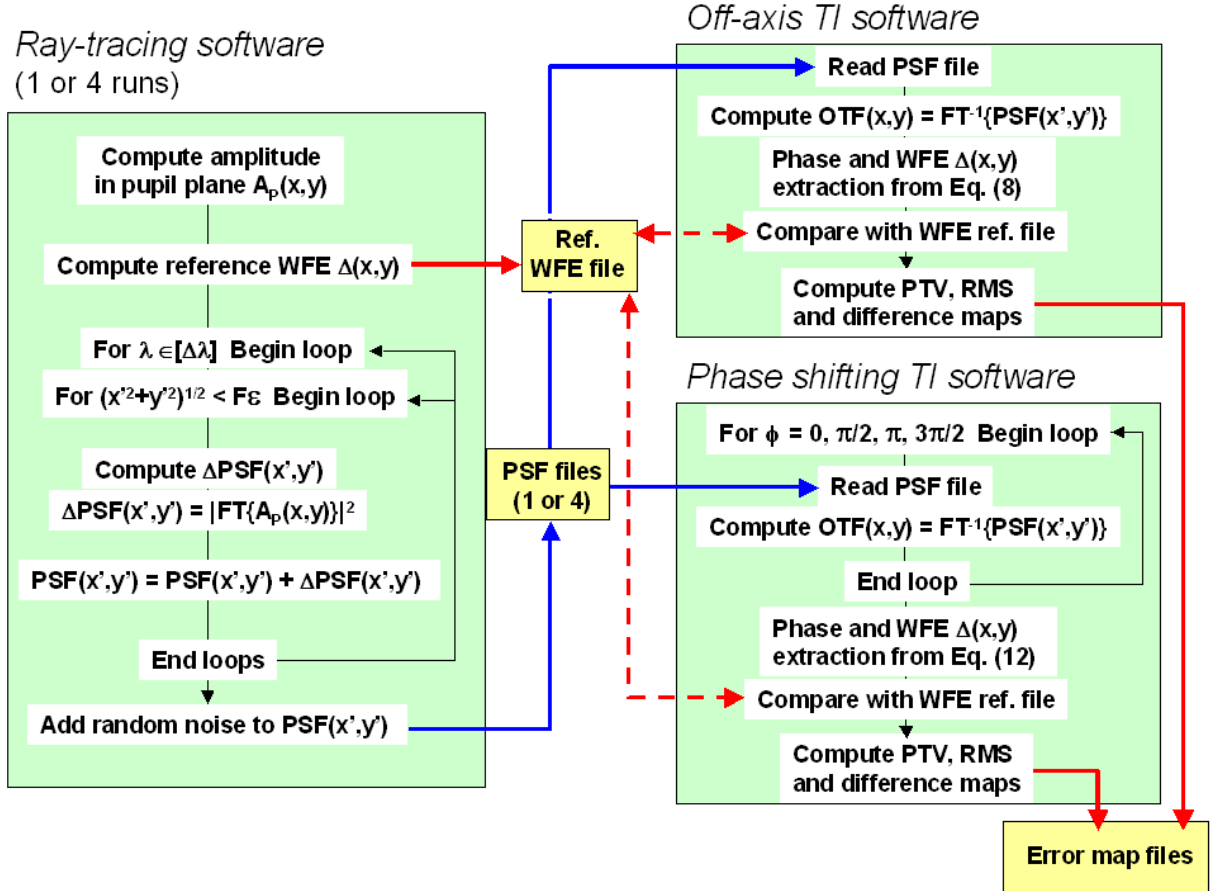 Ray-tracing software
(1 or 4 runs)
Compute amplitude
in pupil plane Aₚ(x,y)
Compute reference WFE Δ(x,y)
For λ ∈[Δλ] Begin loop
For (x'²+y'²)¹/² < Fε Begin loop
Compute ΔPSF(x',y')
ΔPSF(x',y') = |FT{Aₚ(x,y)}|²
PSF(x',y') = PSF(x',y') + ΔPSF(x',y')
End loops
Add random noise to PSF(x',y')
Ref.
WFE file
PSF files
(1 or 4)
Off-axis TI software
Read PSF file
Compute OTF(x,y) = FT⁻¹{PSF(x',y')}
Phase and WFE Δ(x,y)
extraction from Eq. (8)
Compare with WFE ref. file
Compute PTV, RMS
and difference maps
Phase shifting TI software
For ϕ = 0, π/2, π, 3π/2 Begin loop
Read PSF file
Compute OTF(x,y) = FT⁻¹{PSF(x',y')}
End loop
Phase and WFE Δ(x,y)
extraction from Eq. (12)
Compare with WFE ref. file
Compute PTV, RMS
and difference maps
Error map files